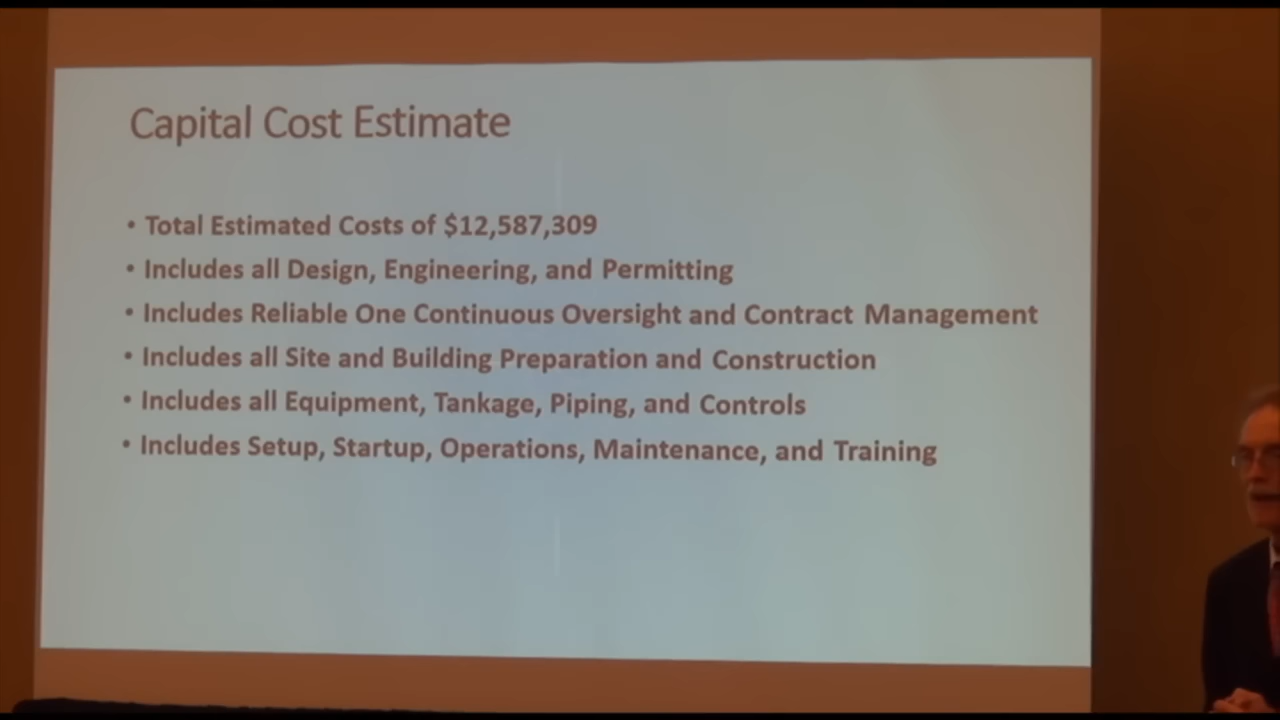 Capital Cost Estimate
• Total Estimated Costs of $12,587,309
• Includes all Design, Engineering, and Permitting
• Includes Reliable One Continuous Oversight and Contract Management
• Includes all Site and Building Preparation and Construction
• Includes all Equipment, Tankage, Piping, and Controls
• Includes Setup, Startup, Operations, Maintenance, and Training